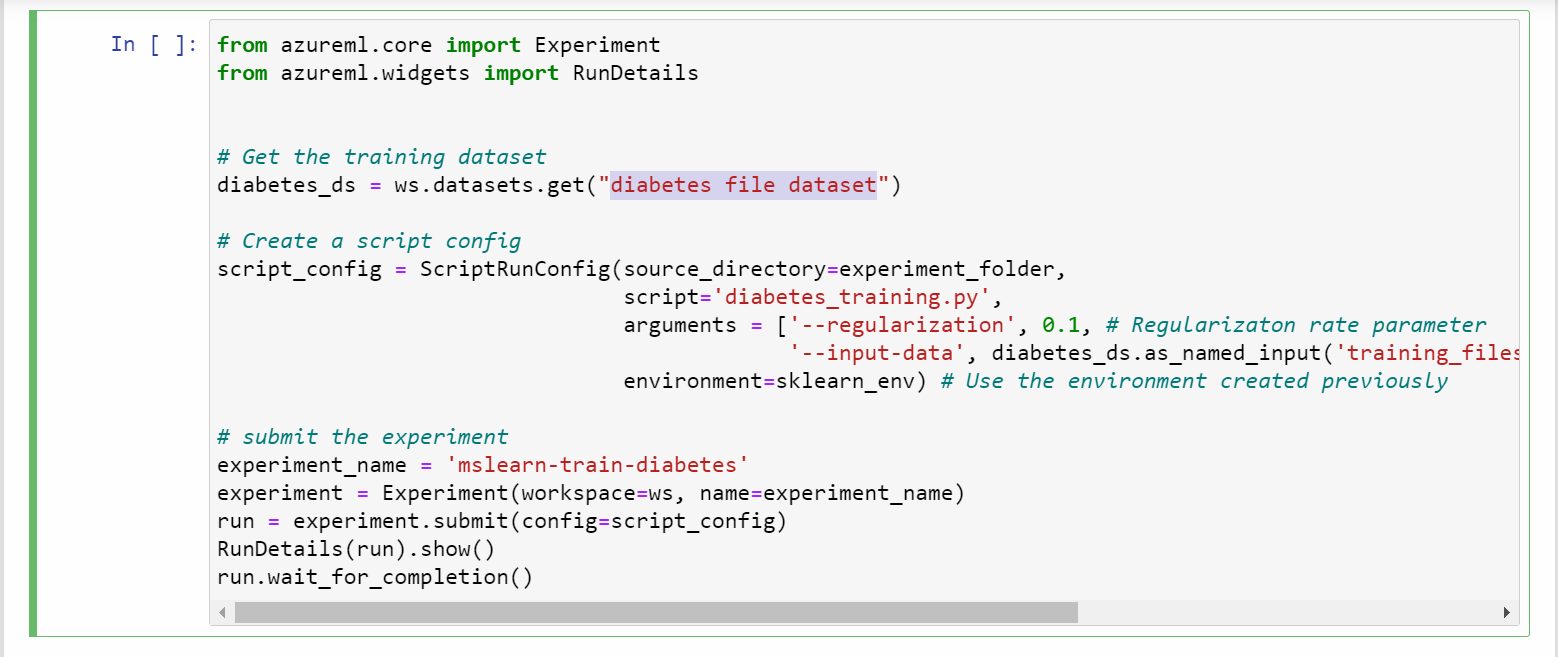 In [ ]:
from azureml.core import Experiment
from azureml.widgets import RunDetails
# Get the training dataset
diabetes_ds = ws.datasets.get("diabetes file dataset")
# Create a script config
script_config = ScriptRunConfig(source_directory=experiment_folder,
script='diabetes_training.py',
arguments = ['--regularization', 0.1, # Regularizaton rate parameter
'--input-data', diabetes_ds.as_named_input('training_files
environment=sklearn_env) # Use the environment created previously
# submit the experiment
experiment_name = 'mslearn-train-diabetes'
experiment = Experiment(workspace=ws, name=experiment_name)
run = experiment.submit(config=script_config)
RunDetails(run).show()
run.wait_for_completion()